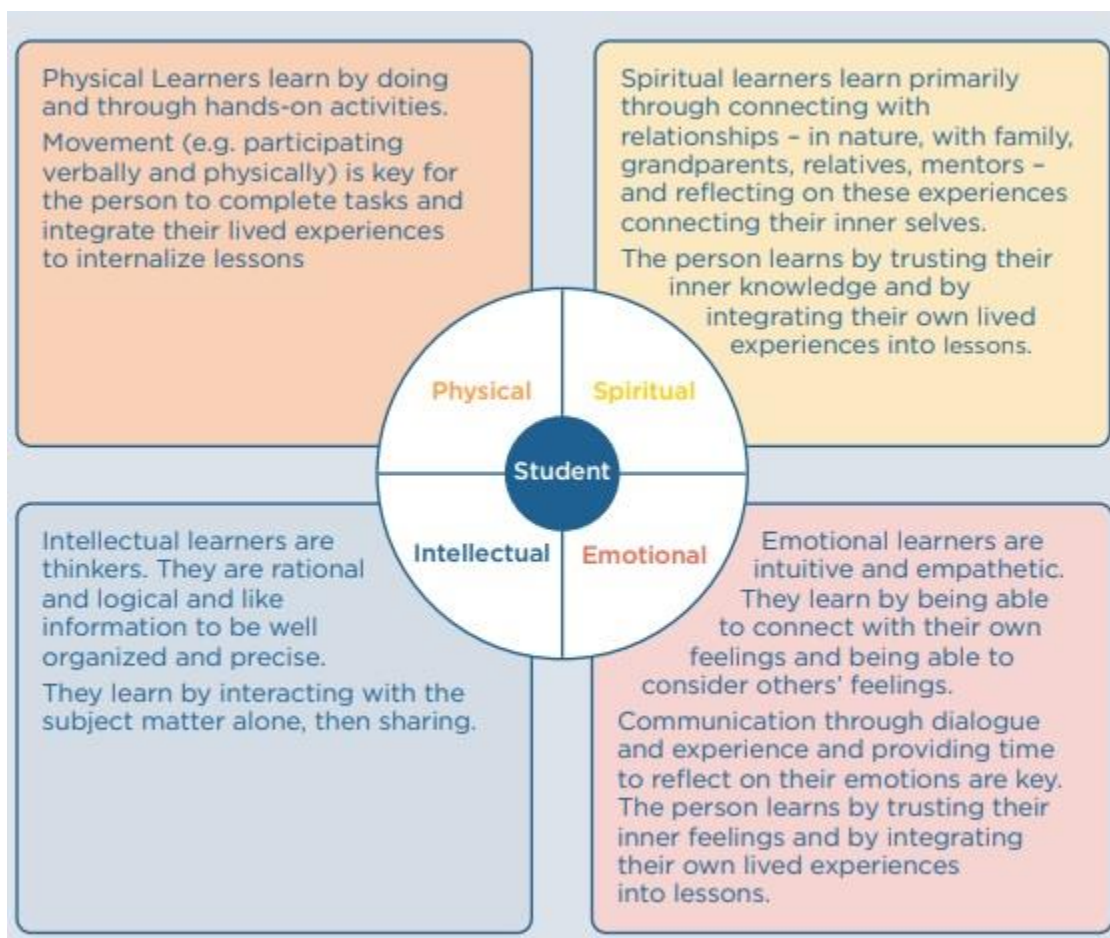 Physical Learners learn by doing
and through hands-on activities.
Movement (e.g. participating
verbally and physically) is key for
the person to complete tasks and
integrate their lived experiences
to internalize lessons
Spiritual learners learn primarily
through connecting with
relationships – in nature, with family,
grandparents, relatives, mentors –
and reflecting on these experiences
connecting their inner selves.
The person learns by trusting their
inner knowledge and by
integrating their own lived
experiences into lessons.
Physical
Spiritual
Student
Intellectual
Emotional
Intellectual learners are
thinkers. They are rational
and logical and like
information to be well
organized and precise.
They learn by interacting with the
subject matter alone, then sharing.
Emotional learners are
intuitive and empathetic.
They learn by being able
to connect with their own
feelings and being able to
consider others’ feelings.
Communication through dialogue
and experience and providing time
to reflect on their emotions are key.
The person learns by trusting their
inner feelings and by integrating
their own lived experiences
into lessons.